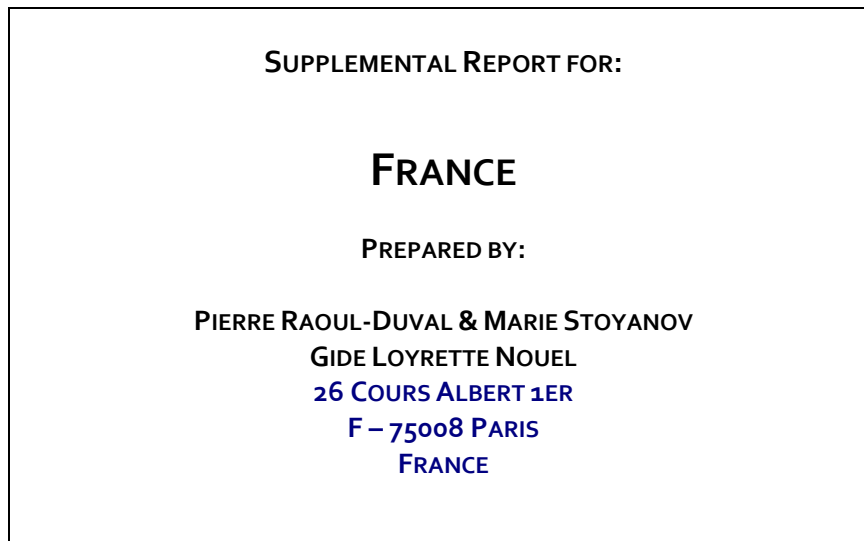 SUPPLEMENTAL REPORT FOR:
FRANCE
PREPARED BY:
PIERRE RAOUL-DUVAL & MARIE STOYANOV
GIDE LOYRETTE NOUEL
26 COURS ALBERT 1ER
F – 75008 PARIS
FRANCE